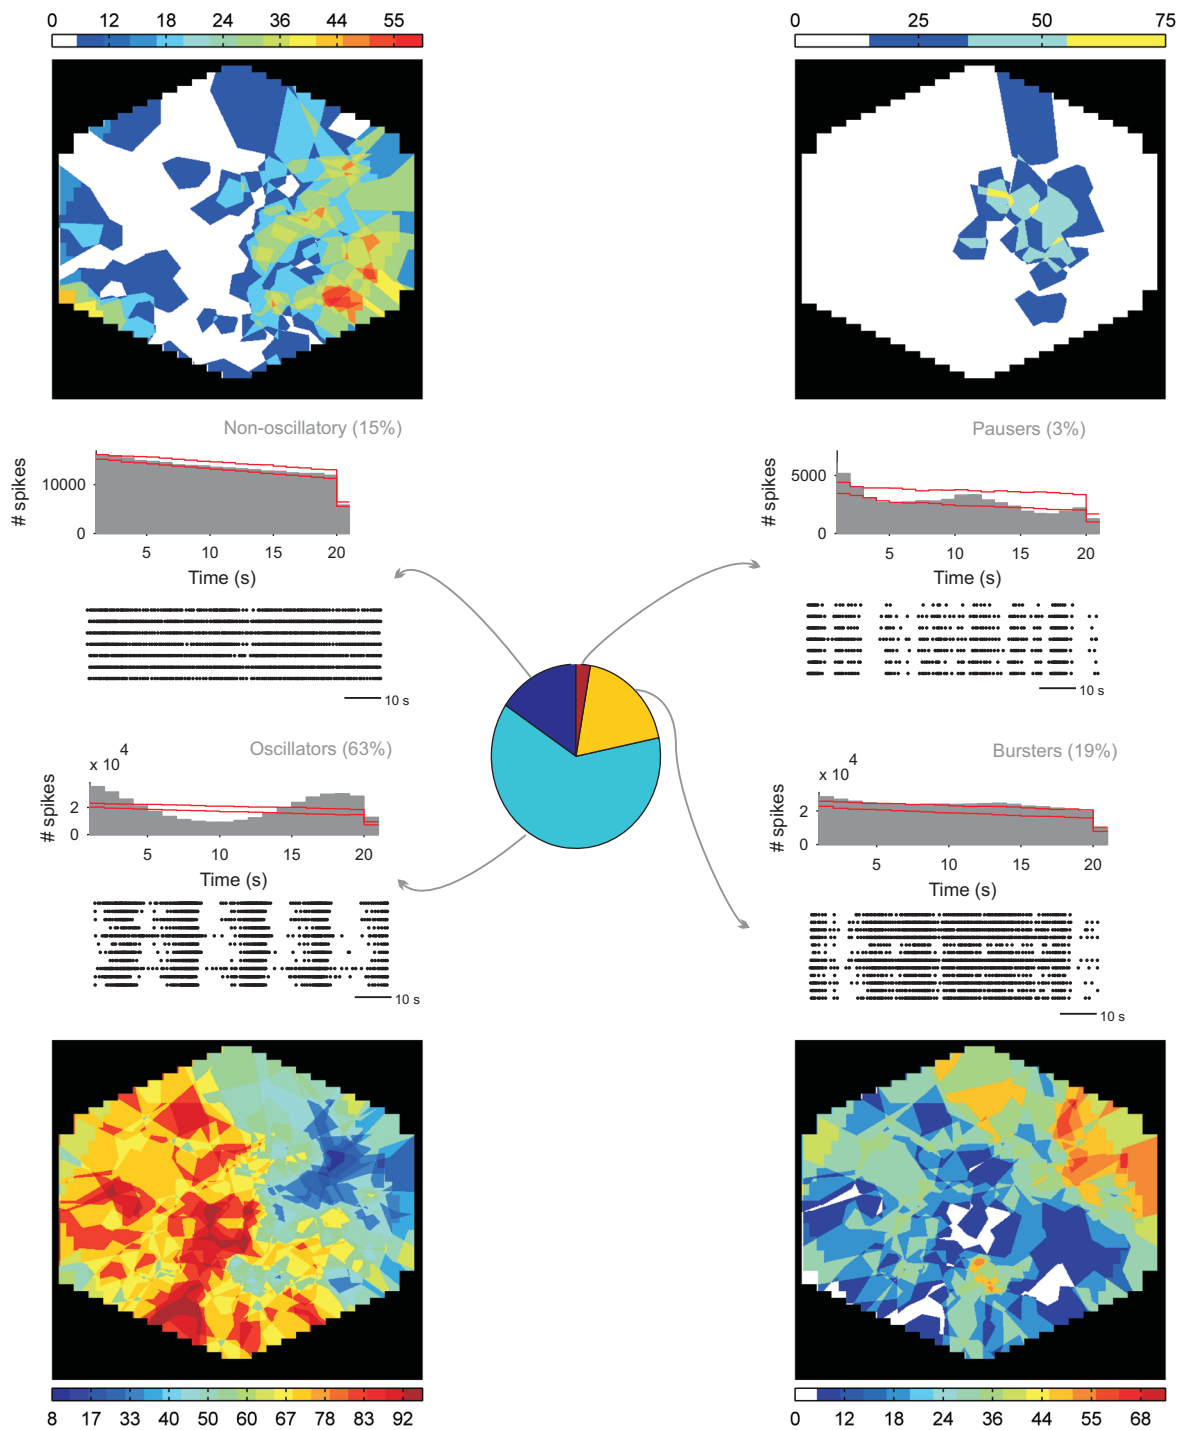 0 12 18 24 36 44 55
0 25 50 75
Non-oscillatory (15%)
# spikes
10000
0
5 10 15 20
Time (s)
10 s
Pausers (3%)
# spikes
5000
0
5 10 15 20
Time (s)
10 s
Oscillators (63%)
x 10 4
# spikes
2
0
5 10 15 20
Time (s)
10 s
Bursters (19%)
x 10 4
# spikes
2
0
5 10 15 20
Time (s)
10 s
8 17 33 40 50 60 67 78 83 92
0 12 18 24 36 44 55 68